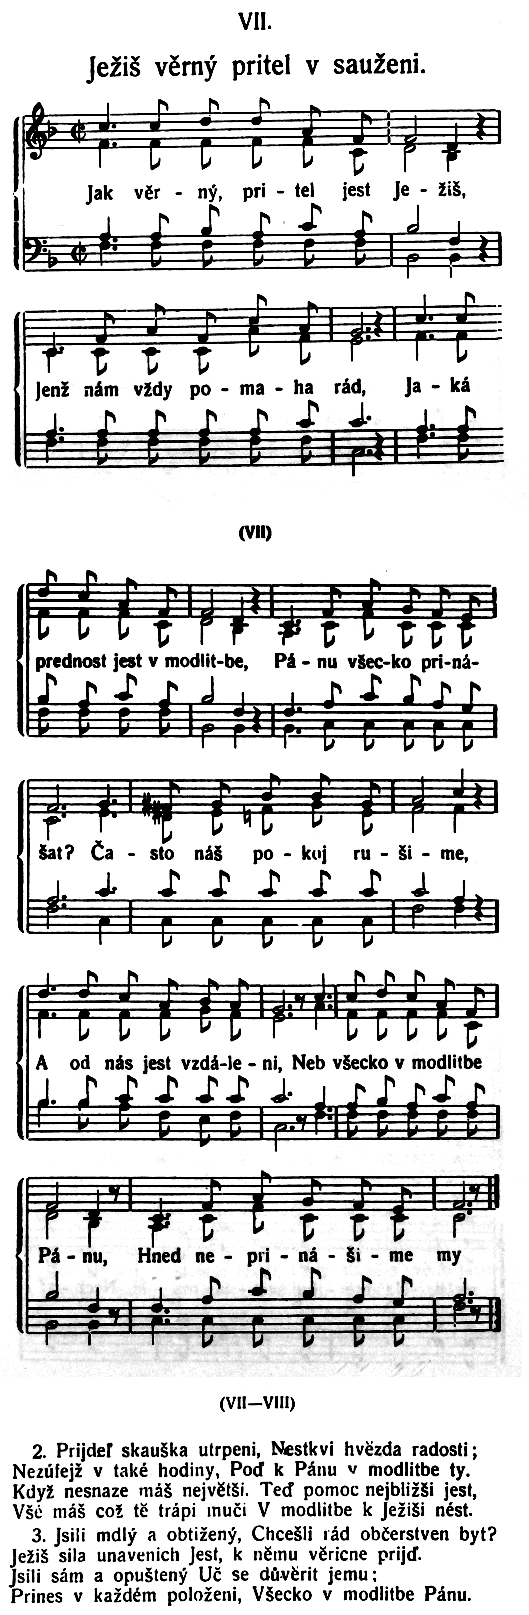 VII.
Ježiš věrný pritel v sauženi.
Jak věr - ný, pri - tel jest Je - žiš,
Jenž nám vždy po - ma - ha rád, Ja - ká
(VII)
prednost jest v modlit-be, Pá - nu všec-ko pri-ná-
šat? Ča - sto náš po - koj ru - ši - me,
A od nás jest vzdá-le - ni, Neb všecko v modlitbe
Pá - nu, Hned ne - pri - ná - ši - me my
(VII—VIII)
2. Prijdeľ skauška utrpeni, Nestkvi hvězda radosti ;
Nezúfejž v také hodiny, Poď k Pánu v modlitbe ty.
Když nesnaze máš největši. Teď pomoc nejbližši jest,
Vše máš což tě trápi muči V modlitbe k Ježiši nést.
3. Jsili mdlý a obtižený, Chcešli rád občerstven byt?
Ježiš sila unavenich Jest, k němu věricne prijď.
Jsili sám a opuštený Uč se důvěrit jemu ;
Prines v každém položeni, Všecko v modlitbe Pánu.